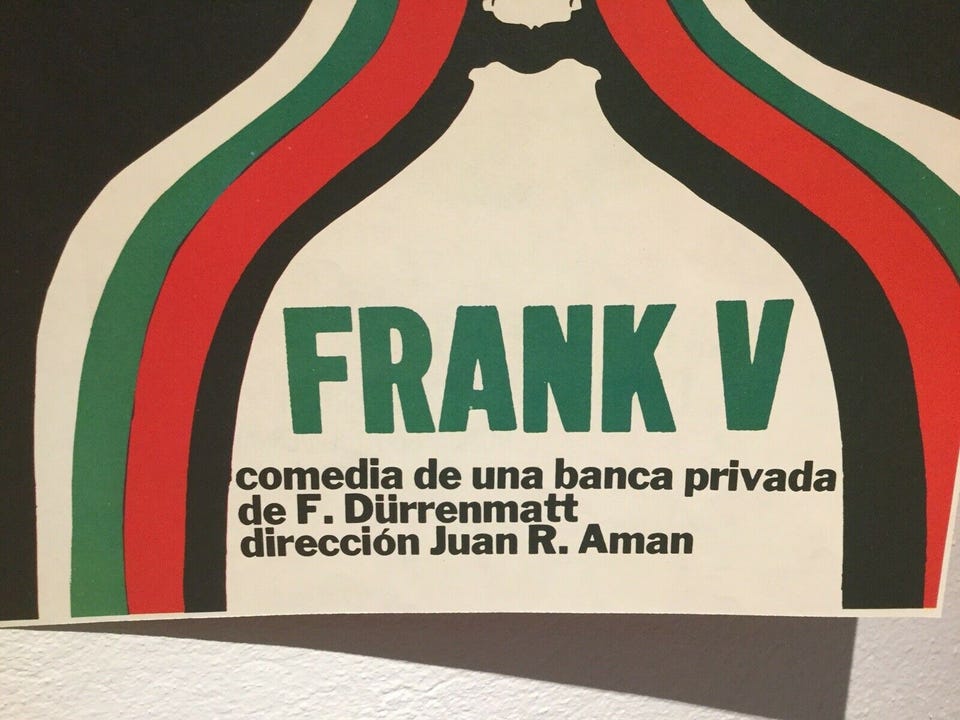 FRANK V
comedia de una banca privada
de F. Dürrenmatt
dirección Juan R. Aman